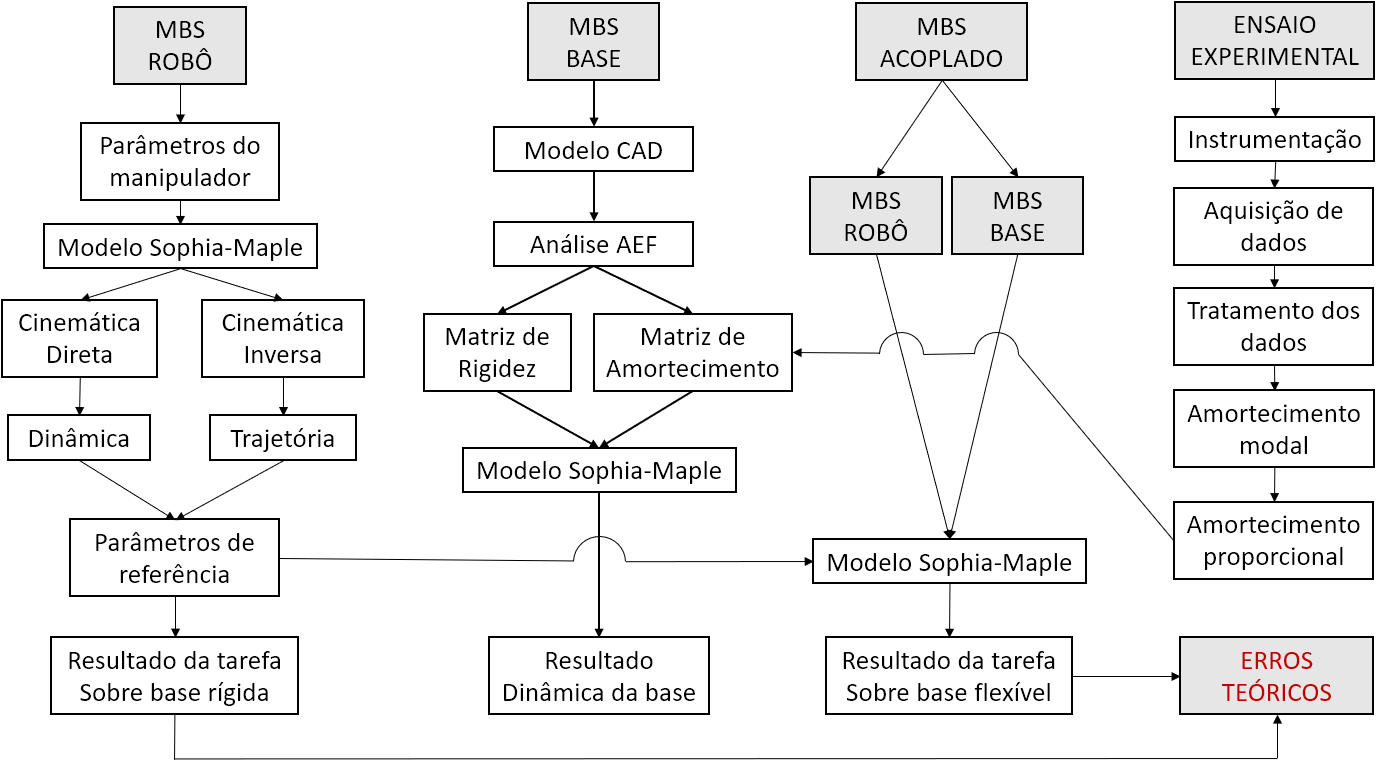 MBS
ROBÔ
Parâmetros do
manipulador
Modelo Sophia-Maple
Cinemática
Direta
Cinemática
Inversa
Dinâmica
Trajetória
Parâmetros de
referência
Resultado da tarefa
Sobre base rígida
MBS
BASE
Modelo CAD
Análise AEF
Matriz de
Rigidez
Matriz de
Amortecimento
Modelo Sophia-Maple
Resultado
Dinâmica da base
MBS
ACOPLADO
MBS
ROBÔ
MBS
BASE
Modelo Sophia-Maple
Resultado da tarefa
Sobre base flexível
ENSAIO
EXPERIMENTAL
Instrumentação
Aquisição de
dados
Tratamento dos
dados
Amortecimento
modal
Amortecimento
proporcional
ERROS
TEÓRICOS